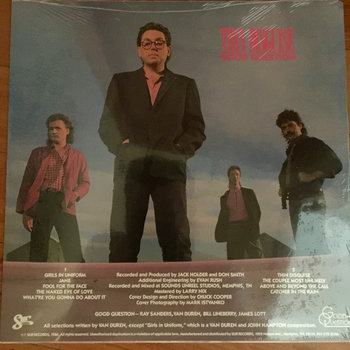 THIN DISGUISE
GOOD QUESTION
I
GIRLS IN UNIFORM
JANE
FOOL FOR THE FACE
THE NAKED EYE OF LOVE
WHAT'RE YOU GONNA DO ABOUT IT
Recorded and Produced by JACK HOLDER and DON SMITH
Additional Engineering by EVAN RUSH
Recorded and Mixed at SOUNDS UNREEL STUDIOS, MEMPHIS, TN
Mastered by LARRY NIX
Cover Design and Direction by CHUCK COOPER
Cover Photography by MARK ISTVANKO
THIN DISGUISE
THE COUPLE MOST LIKELY
ABOVE AND BEYOND THE CALL
CATCHER IN THE RAIN
GOOD QUESTION – RAY SANDERS, VAN DUREN, BILL LINEBERRY, JAMES LOTT
All selections written by VAN DUREN, except "Girls in Uniform," which is a VAN DUREN and JOHN HAMPTON composition.